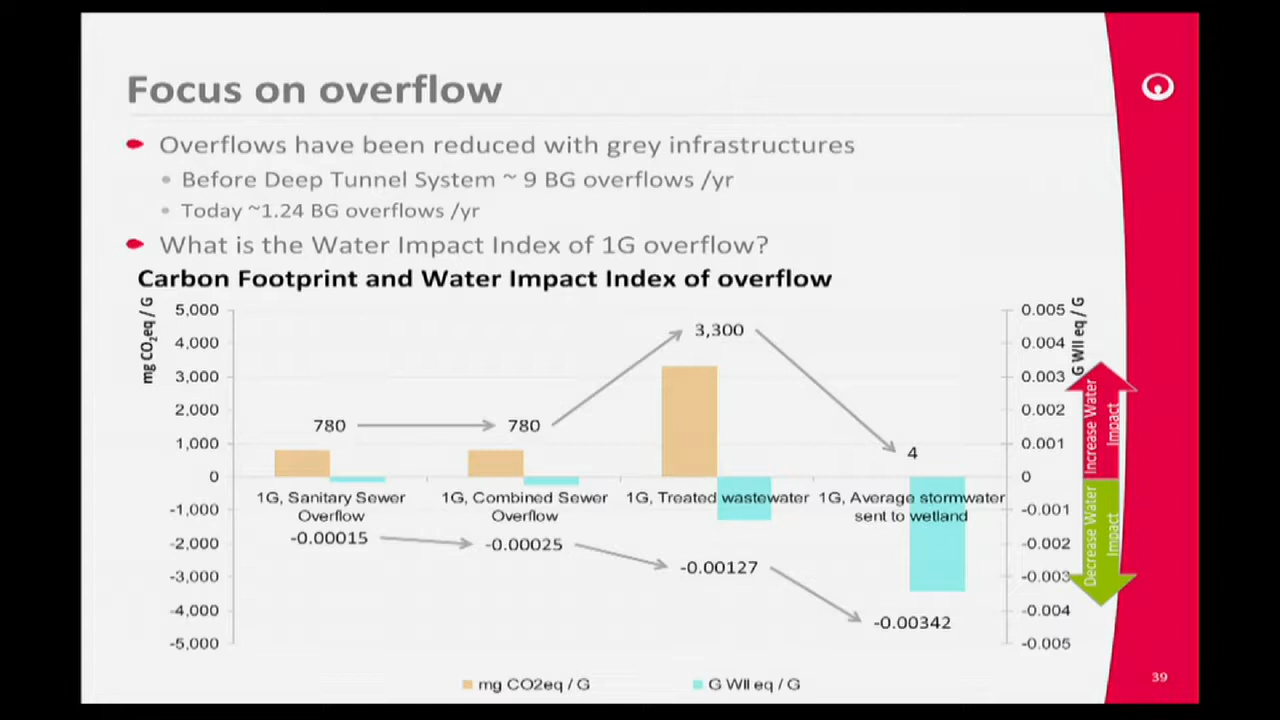 Focus on overflow
Overflows have been reduced with grey infrastructures
Before Deep Tunnel System ~ 9 BG overflows /yr
Today ~1.24 BG overflows /yr
What is the Water Impact Index of 1G overflow?
Carbon Footprint and Water Impact Index of overflow
mg CO2eq / G
5,000
4,000
3,000
2,000
1,000
0
-1,000
-2,000
-3,000
-4,000
-5,000
780
780
3,300
4
1G, Sanitary Sewer
Overflow
1G, Combined Sewer
Overflow
1G, Treated wastewater
1G, Average stormwater
sent to wetland
-0.00015
-0.00025
-0.00127
-0.00342
0.005
0.004
0.003
0.002
0.001
0
-0.001
-0.002
-0.003
-0.004
-0.005
G WII eq / G
Increase Water
Impact
Decrease Water
Impact
mg CO2eq / G
G WII eq / G
39